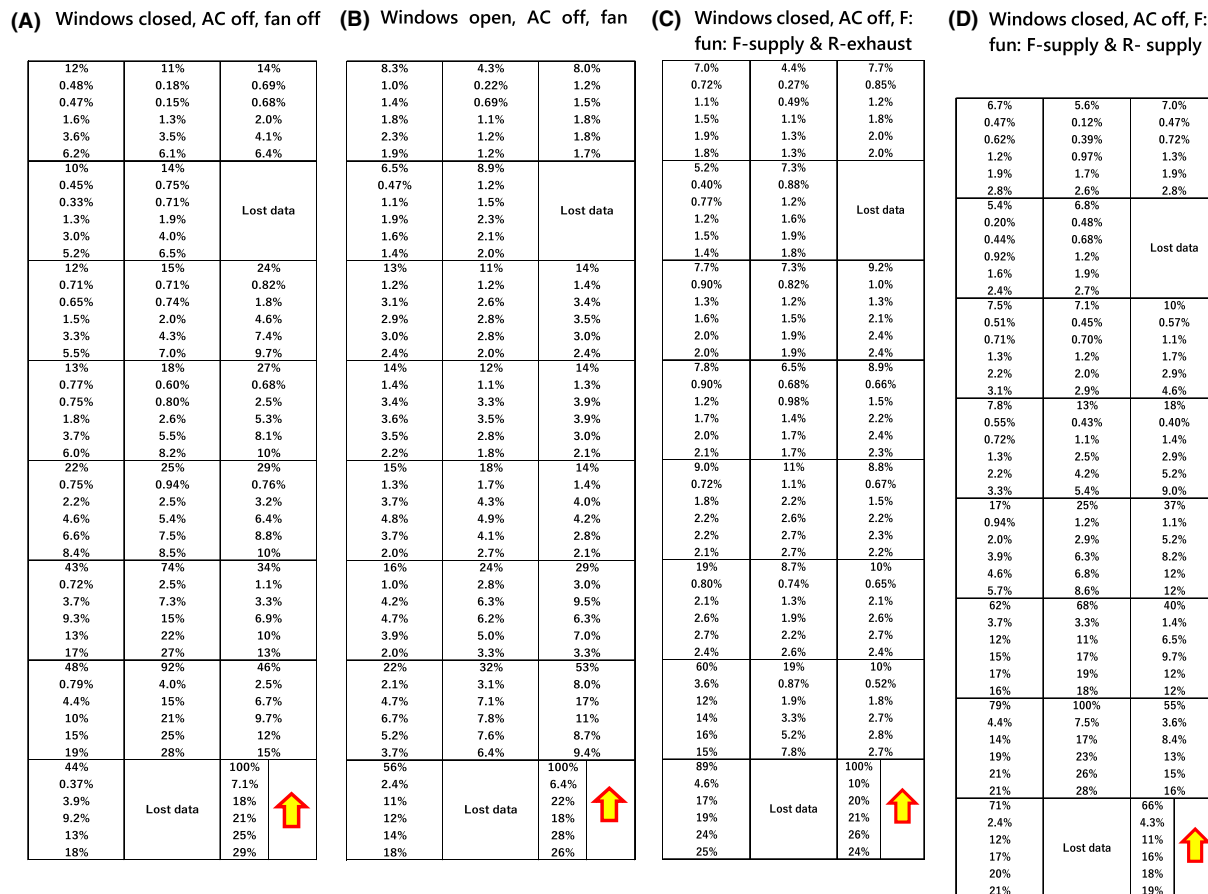 (A) Windows closed, AC off, fan off
12% 11% 14%
0.48% 0.18% 0.69%
0.47% 0.15% 0.68%
1.6% 1.3% 2.0%
3.6% 3.5% 4.1%
6.2% 6.1% 6.4%
10% 14%
0.45% 0.75%
0.33% 0.71%
Lost data
1.3% 1.9%
3.0% 4.0%
5.2% 6.5%
12% 15% 24%
0.71% 0.71% 0.82%
0.65% 0.74% 1.8%
1.5% 2.0% 4.6%
3.3% 4.3% 7.4%
5.5% 7.0% 9.7%
13% 18% 27%
0.77% 0.60% 0.68%
0.75% 0.80% 2.5%
1.8% 2.6% 5.3%
3.7% 5.5% 8.1%
6.0% 8.2% 10%
22% 25% 29%
0.75% 0.94% 0.76%
2.2% 2.5% 3.2%
4.6% 5.4% 6.4%
6.6% 7.5% 8.8%
8.4% 8.5% 10%
43% 74% 34%
0.72% 2.5% 1.1%
3.7% 7.3% 3.3%
9.3% 15% 6.9%
13% 22% 10%
17% 27% 13%
48% 92% 46%
0.79% 4.0% 2.5%
4.4% 15% 6.7%
10% 21% 9.7%
15% 25% 12%
19% 28% 15%
44% 100%
0.37% 7.1%
3.9% 18%
Lost data
9.2% 21%
13% 25%
18% 29%
(B) Windows open, AC off, fan
8.3% 4.3% 8.0%
1.0% 0.22% 1.2%
1.4% 0.69% 1.5%
1.8% 1.1% 1.8%
2.3% 1.2% 1.8%
1.9% 1.2% 1.7%
6.5% 8.9%
0.47% 1.2%
1.1% 1.5%
Lost data
1.9% 2.3%
1.6% 2.1%
1.4% 2.0%
13% 11% 14%
1.2% 1.2% 1.4%
3.1% 2.6% 3.4%
2.9% 2.8% 3.5%
3.0% 2.8% 3.0%
2.4% 2.0% 2.4%
14% 12% 14%
1.4% 1.1% 1.3%
3.4% 3.3% 3.9%
3.6% 3.5% 3.9%
3.5% 2.8% 3.0%
2.2% 1.8% 2.1%
15% 18% 14%
1.3% 1.7% 1.4%
3.7% 4.3% 4.0%
4.8% 4.9% 4.2%
3.7% 4.1% 2.8%
2.0% 2.7% 2.1%
16% 24% 29%
1.0% 2.8% 3.0%
4.2% 6.3% 9.5%
4.7% 6.2% 6.3%
3.9% 5.0% 7.0%
2.0% 3.3% 3.3%
22% 32% 53%
2.1% 3.1% 8.0%
4.7% 7.1% 17%
6.7% 7.8% 11%
5.2% 7.6% 8.7%
3.7% 6.4% 9.4%
56% 100%
2.4% 6.4%
11% 22%
Lost data
12% 18%
14% 28%
18% 26%
(C) Windows closed, AC off, F:
fun: F-supply & R-exhaust
7.0% 4.4% 7.7%
0.72% 0.27% 0.85%
1.1% 0.49% 1.2%
1.5% 1.1% 1.8%
1.9% 1.3% 2.0%
1.8% 1.3% 2.0%
5.2% 7.3%
0.40% 0.88%
0.77% 1.2%
Lost data
1.2% 1.6%
1.5% 1.9%
1.4% 1.8%
7.7% 7.3% 9.2%
0.90% 0.82% 1.0%
1.3% 1.2% 1.3%
1.6% 1.5% 2.1%
2.0% 1.9% 2.4%
2.0% 1.9% 2.4%
7.8% 6.5% 8.9%
0.90% 0.68% 0.66%
1.2% 0.98% 1.5%
1.7% 1.4% 2.2%
2.0% 1.7% 2.4%
2.1% 1.7% 2.3%
9.0% 11% 8.8%
0.72% 1.1% 0.67%
1.8% 2.2% 1.5%
2.2% 2.6% 2.2%
2.2% 2.7% 2.3%
2.1% 2.7% 2.2%
19% 8.7% 10%
0.80% 0.74% 0.65%
2.1% 1.3% 2.1%
2.6% 1.9% 2.6%
2.7% 2.2% 2.7%
2.4% 2.6% 2.4%
60% 19% 10%
3.6% 0.87% 0.52%
12% 1.9% 1.8%
14% 3.3% 2.7%
16% 5.2% 2.8%
15% 7.8% 2.7%
89% 100%
4.6% 10%
17% 20%
Lost data
19% 21%
24% 26%
25% 24%
(D) Windows closed, AC off, F:
fun: F-supply & R- supply
6.7% 5.6% 7.0%
0.47% 0.12% 0.47%
0.62% 0.39% 0.72%
1.2% 0.97% 1.3%
1.9% 1.7% 1.9%
2.8% 2.6% 2.8%
5.4% 6.8%
0.20% 0.48%
0.44% 0.68%
Lost data
0.92% 1.2%
1.6% 1.9%
2.4% 2.7%
7.5% 7.1% 10%
0.51% 0.45% 0.57%
0.71% 0.70% 1.1%
1.3% 1.2% 1.7%
2.2% 2.0% 2.9%
3.1% 2.9% 4.6%
7.8% 13% 18%
0.55% 0.43% 0.40%
0.72% 1.1% 1.4%
1.3% 2.5% 2.9%
2.2% 4.2% 5.2%
3.3% 5.4% 9.0%
17% 25% 37%
0.94% 1.2% 1.1%
2.0% 2.9% 5.2%
3.9% 6.3% 8.2%
4.6% 6.8% 12%
5.7% 8.6% 12%
62% 68% 40%
3.7% 3.3% 1.4%
12% 11% 6.5%
15% 17% 9.7%
17% 19% 12%
16% 18% 12%
79% 100% 55%
4.4% 7.5% 3.6%
14% 17% 8.4%
19% 23% 13%
21% 26% 15%
21% 28% 16%
71% 66%
2.4% 4.3%
12% 11%
Lost data
17% 16%
20% 18%
21% 19%